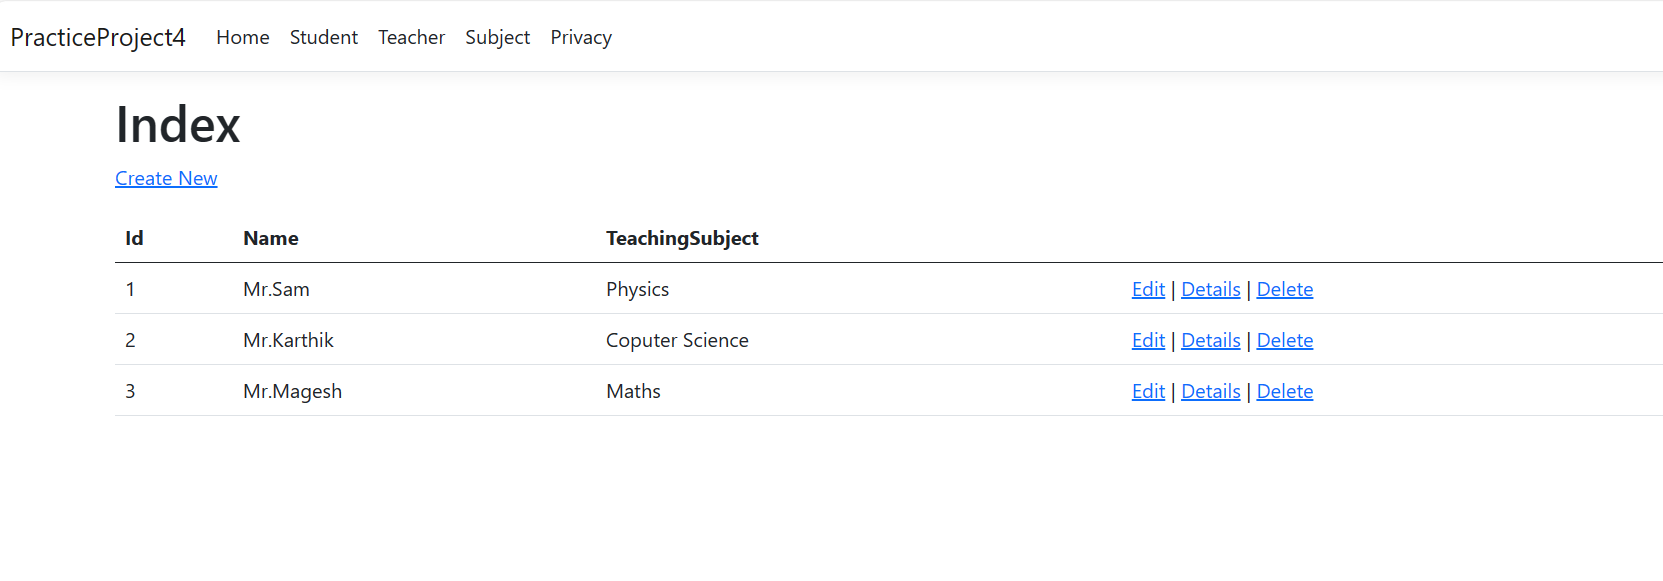 PracticeProject4 Home Student Teacher Subject Privacy
Index
Create New
Id Name TeachingSubject
1 Mr.Sam Physics Edit | Details | Delete
2 Mr.Karthik Coputer Science Edit | Details | Delete
3 Mr.Magesh Maths Edit | Details | Delete